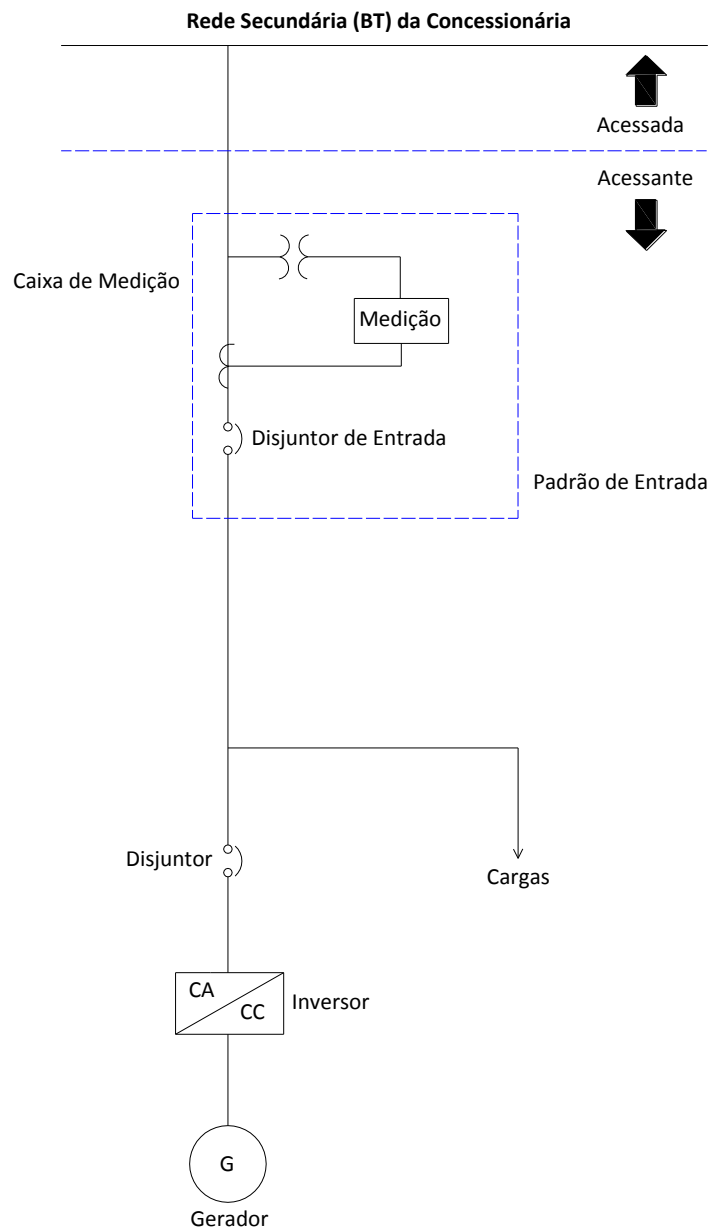 Rede Secundária (BT) da Concessionária
Acessada
Acessante
Caixa de Medição
Medição
Disjuntor de Entrada
Padrão de Entrada
Disjuntor
Cargas
CA
CC
Inversor
G
Gerador